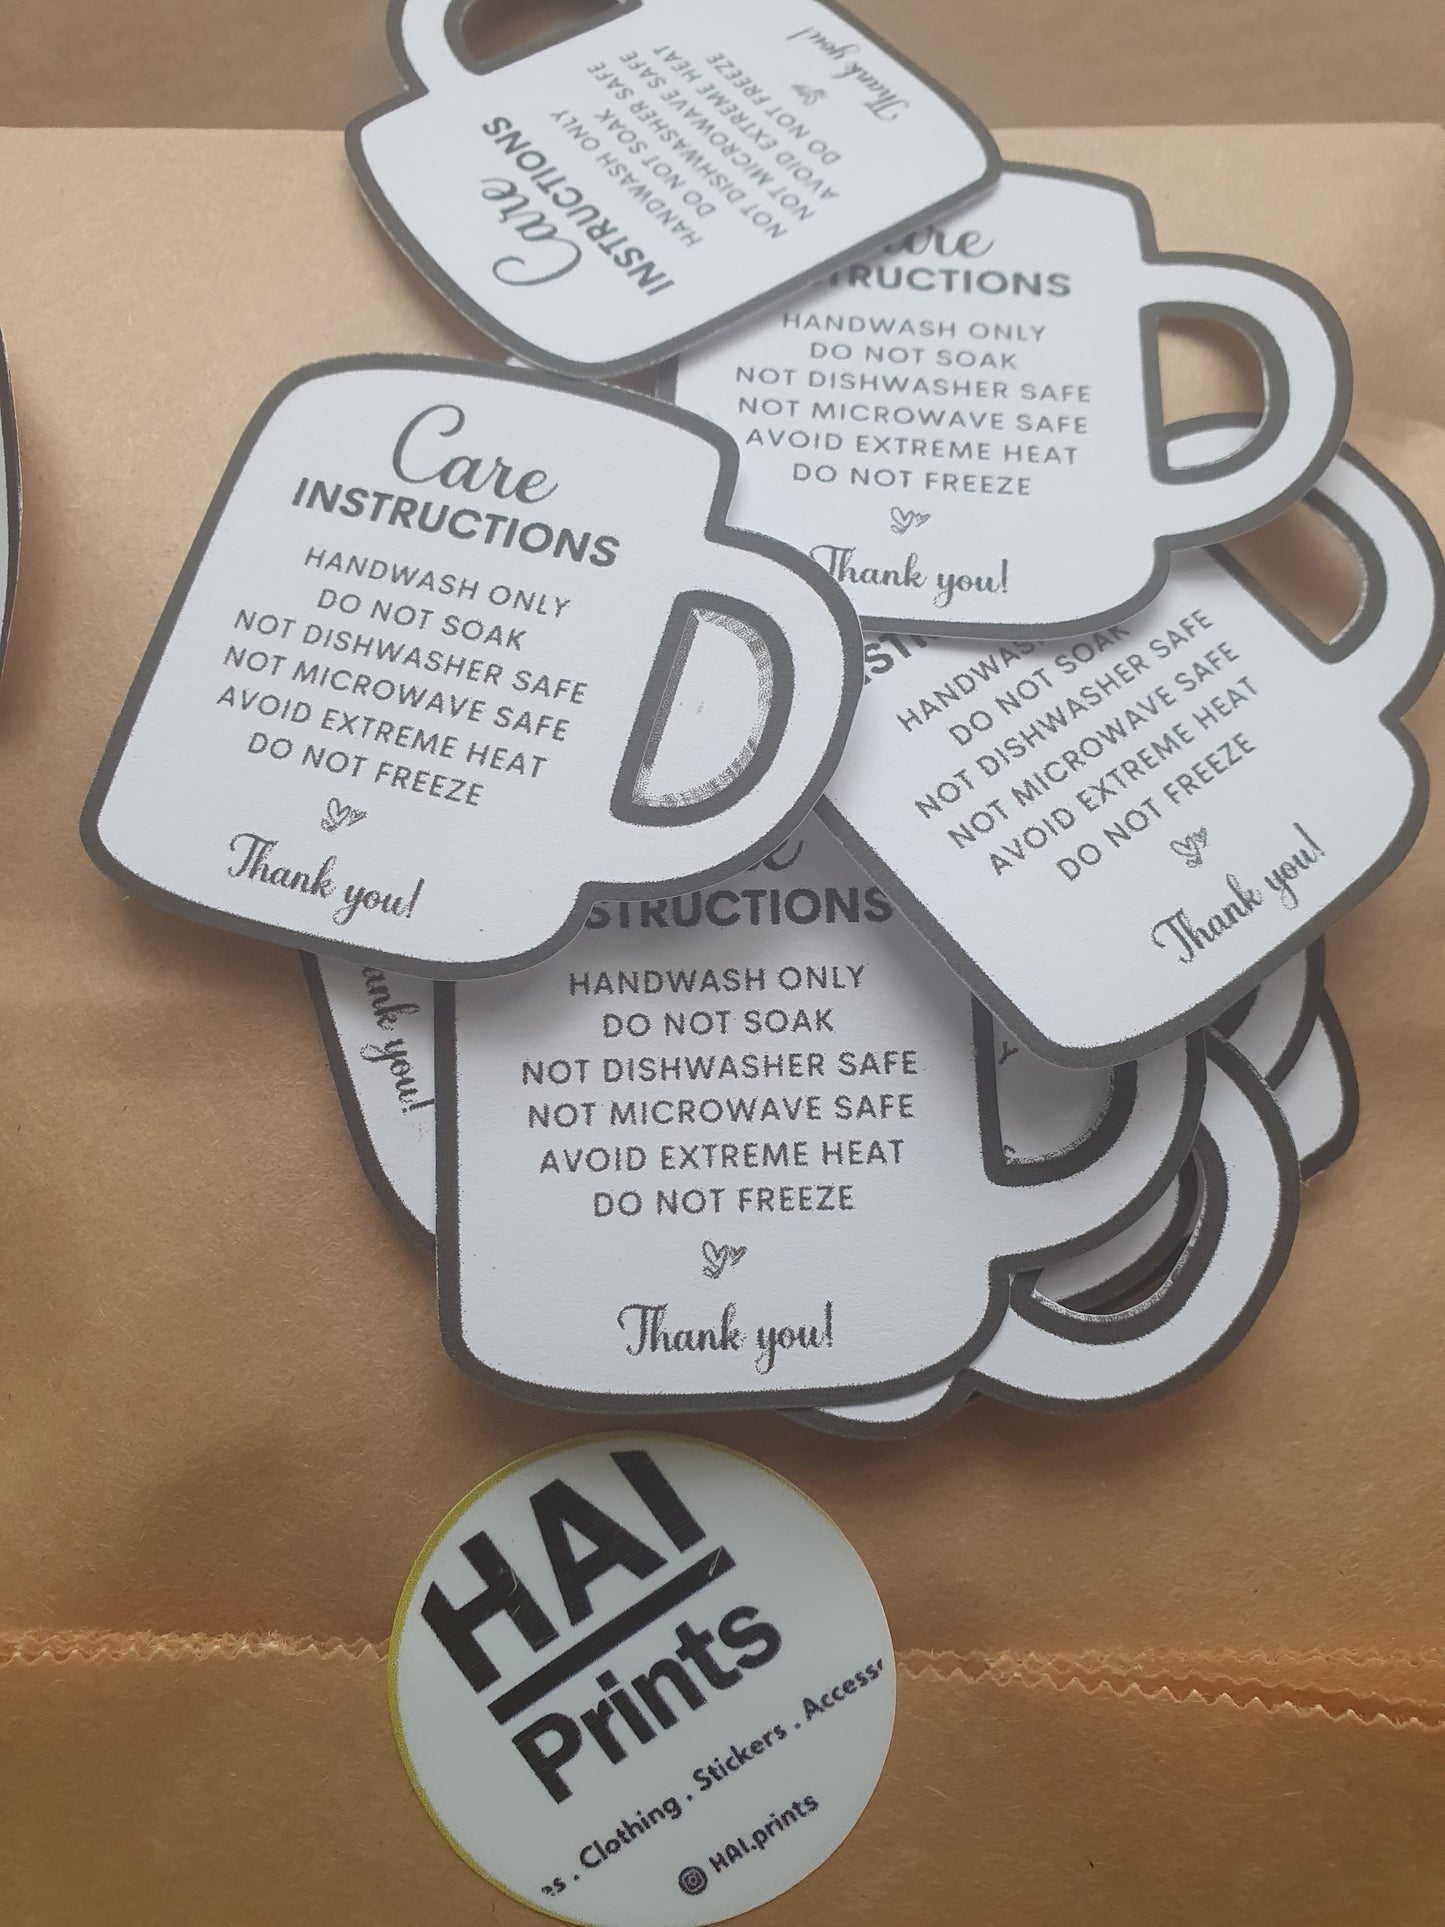 Care
INSTRUCTIONS
HANDWASH ONLY
DO NOT SOAK
NOT DISHWASHER SAFE
NOT MICROWAVE SAFE
AVOID EXTREME HEAT
DO NOT FREEZE
Thank you!
INSTRUCTIONS
HANDWASH ONLY
DO NOT SOAK
NOT DISHWASHER SAFE
NOT MICROWAVE SAFE
AVOID EXTREME HEAT
DO NOT FREEZE
Thank you!
Care
INSTRUCTIONS
HANDWASH ONLY
DO NOT SOAK
NOT DISHWASHER SAFE
NOT MICROWAVE SAFE
AVOID EXTREME HEAT
DO NOT FREEZE
Thank you!
DO NOT SOAK
NOT DISHWASHER SAFE
NOT MICROWAVE SAFE
AVOID EXTREME HEAT
DO NOT FREEZE
Thank you!
STRUCTIONS
HANDWASH ONLY
DO NOT SOAK
NOT DISHWASHER SAFE
NOT MICROWAVE SAFE
AVOID EXTREME HEAT
DO NOT FREEZE
Thank you!
you!
HAI
Prints
es . Clothing . Stickers . Access
HAI.prints